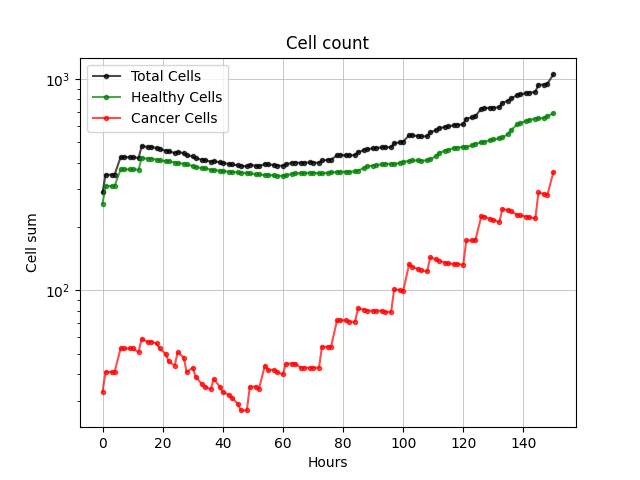 Cell count
Total Cells
Healthy Cells
Cancer Cells
10³
10²
Cell sum
0 20 40 60 80 100 120 140
Hours